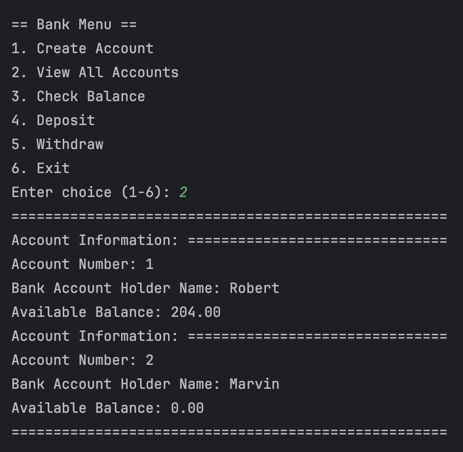 == Bank Menu ==
1. Create Account
2. View All Accounts
3. Check Balance
4. Deposit
5. Withdraw
6. Exit
Enter choice (1-6): 2
====================================================
Account Information: ===============================
Account Number: 1
Bank Account Holder Name: Robert
Available Balance: 204.00
Account Information: ===============================
Account Number: 2
Bank Account Holder Name: Marvin
Available Balance: 0.00
====================================================